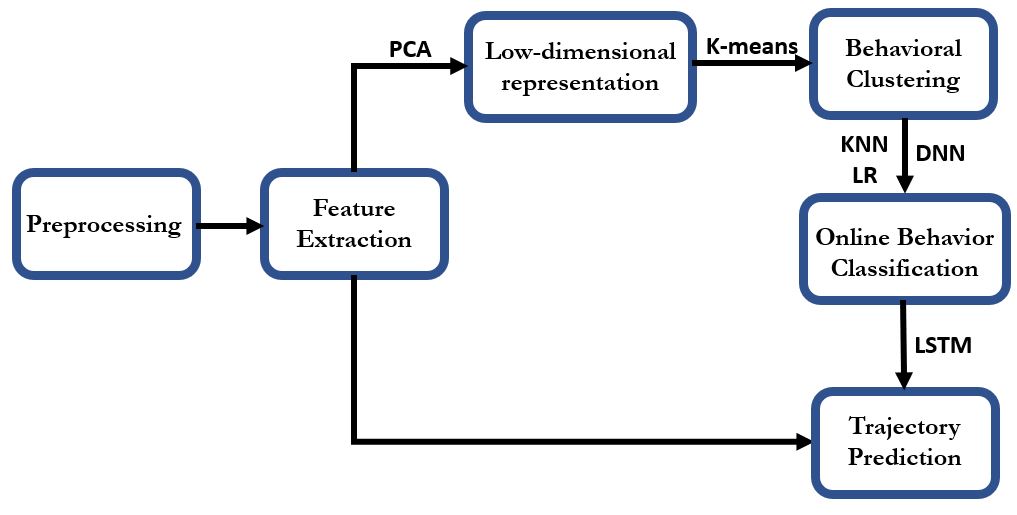 PCA
Low-dimensional
representation
K-means
Behavioral
Clustering
KNN
LR
DNN
Preprocessing
Feature
Extraction
Online Behavior
Classification
LSTM
Trajectory
Prediction